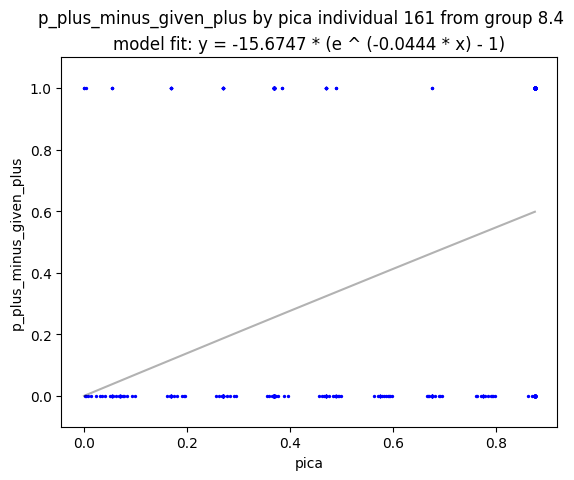 p_plus_minus_given_plus by pica individual 161 from group 8.4
model fit: y = -15.6747 * (e ^ (-0.0444 * x) - 1)
1.0
0.8
0.6
0.4
0.2
0.0
p_plus_minus_given_plus
0.0 0.2 0.4 0.6 0.8
pica